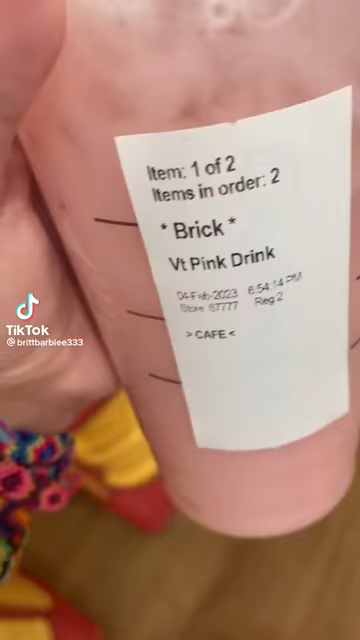 Item: 1 of 2
Items in order: 2
* Brick *
Vt Pink Drink
04-Feb-2023 6:54:14 PM
Store 67777 Reg 2
> CAFE <
TikTok
@brittbarbiee333